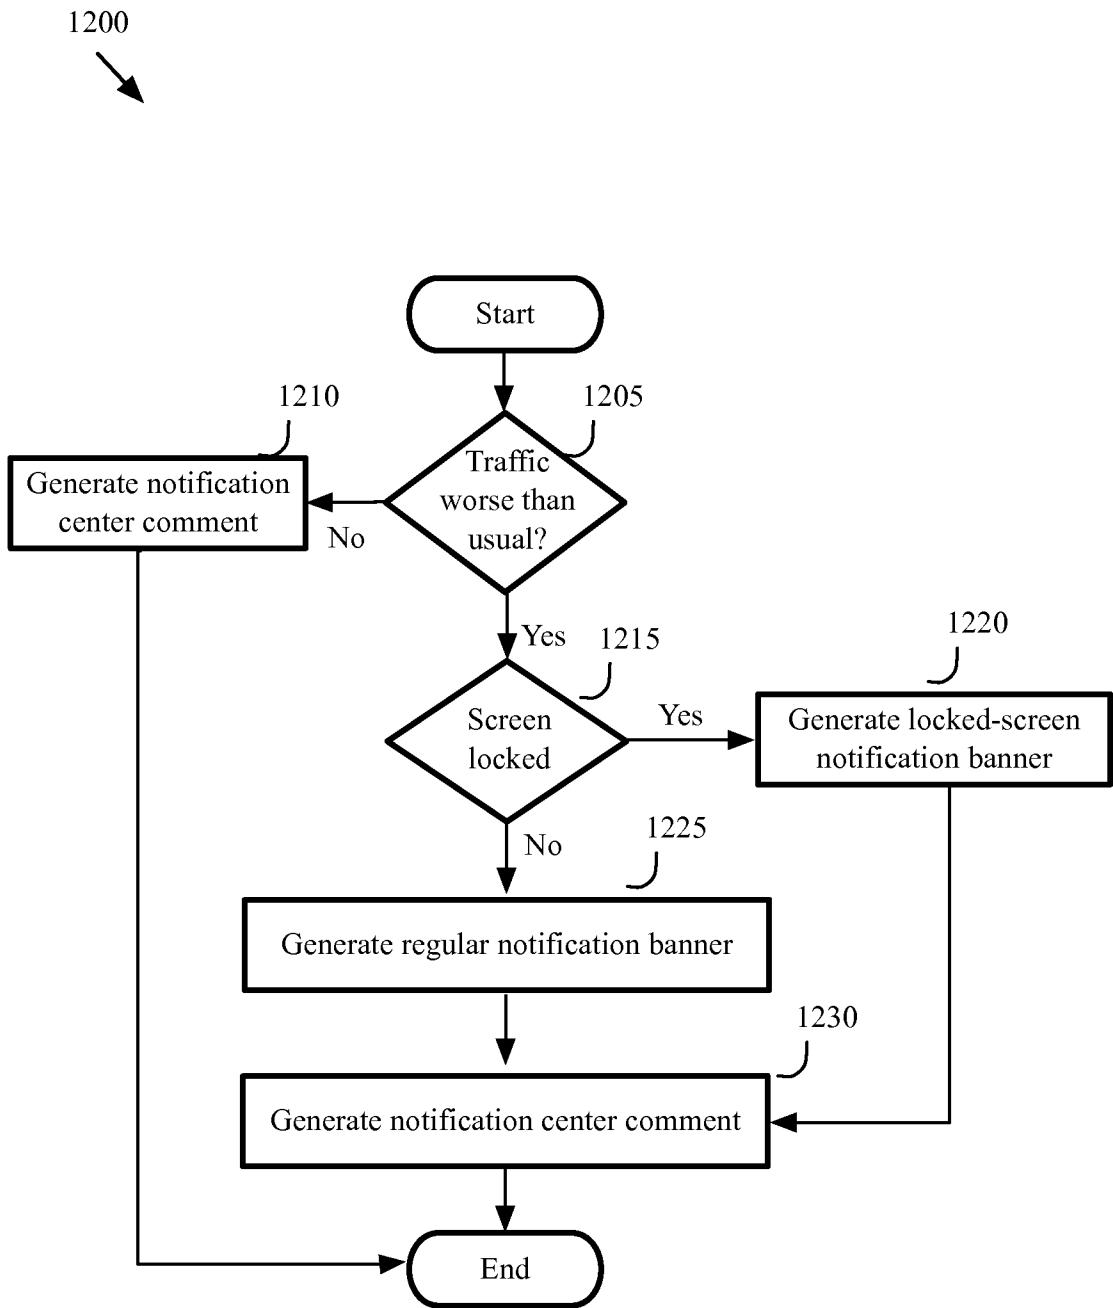 1200
Start
1210
1205
Generate notification
center comment
Traffic
worse than
usual?
No
Yes
1215
1220
Screen
locked
Yes
Generate locked-screen
notification banner
No
1225
Generate regular notification banner
1230
Generate notification center comment
End